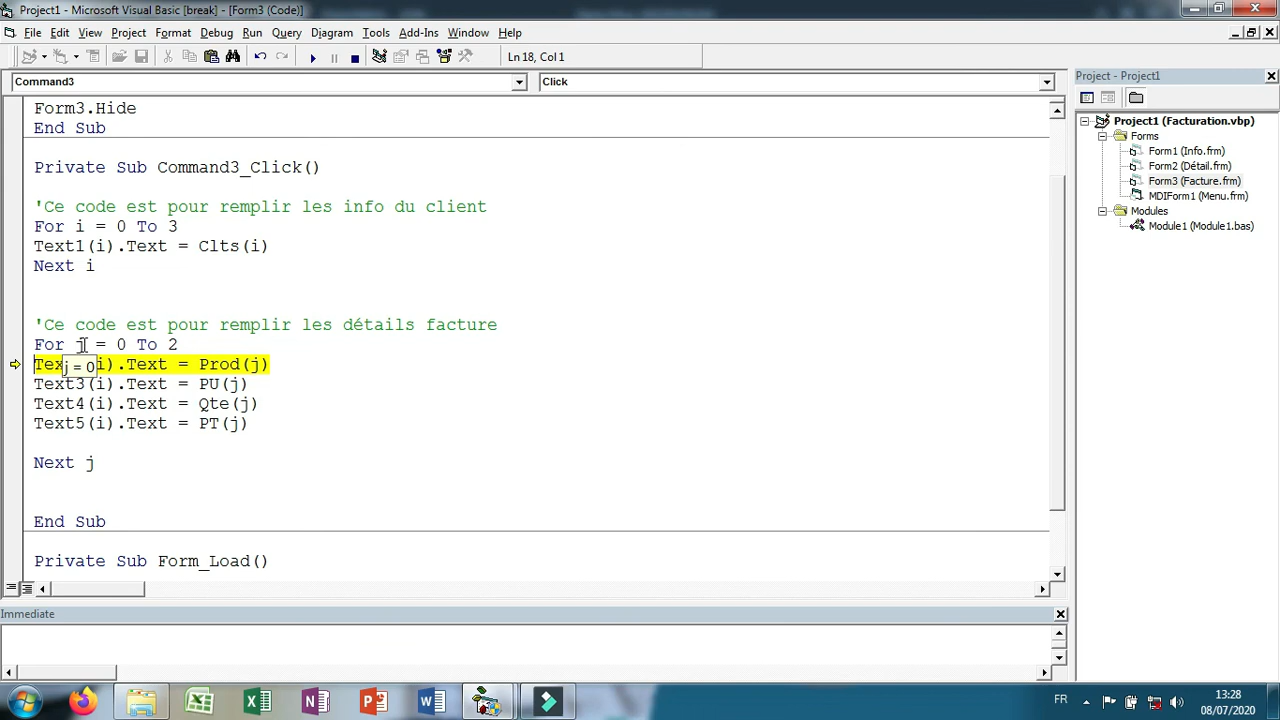 Project1 - Microsoft Visual Basic [break] - [Form3 (Code)]
File Edit View Project Format Debug Run Query Diagram Tools Add-Ins Window Help
Ln 18, Col 1
Command3
Click
Form3.Hide
End Sub
Private Sub Command3_Click()
'Ce code est pour remplir les info du client
For i = 0 To 3
Text1(i).Text = Clts(i)
Next i
'Ce code est pour remplir les détails facture
For j = 0 To 2
i).Text = Prod(j)
j = 0
Text3(i).Text = PU(j)
Text4(i).Text = Qte(j)
Text5(i).Text = PT(j)
Next j
End Sub
Private Sub Form_Load()
Immediate
Project - Project1
Project1 (Facturation.vbp)
Forms
Form1 (Info.frm)
Form2 (Détail.frm)
Form3 (Facture.frm)
MDIForm1 (Menu.frm)
Modules
Module1 (Module1.bas)
FR
13:28
08/07/2020